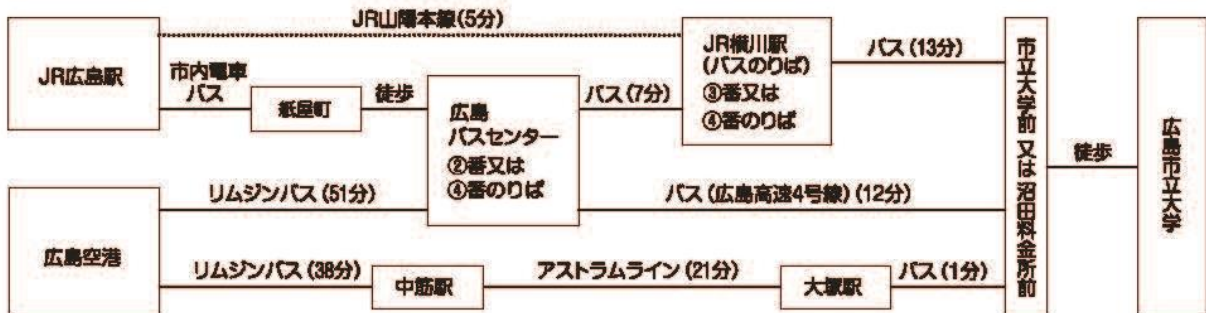 JR山陽本線(5分)
JR広島駅
市内電車
バス
紙屋町
徒歩
広島
バスセンター
②番又は
④番のりば
バス(7分)
JR横川駅
(バスのりば)
③番又は
④番のりば
バス(13分)
リムジンバス(51分)
バス(広島高速4号線)(12分)
広島空港
リムジンバス(38分)
中筋駅
アストラムライン(21分)
大塚駅
バス(1分)
市立大学前 又は 沼田料金所前
徒歩
広島市立大学